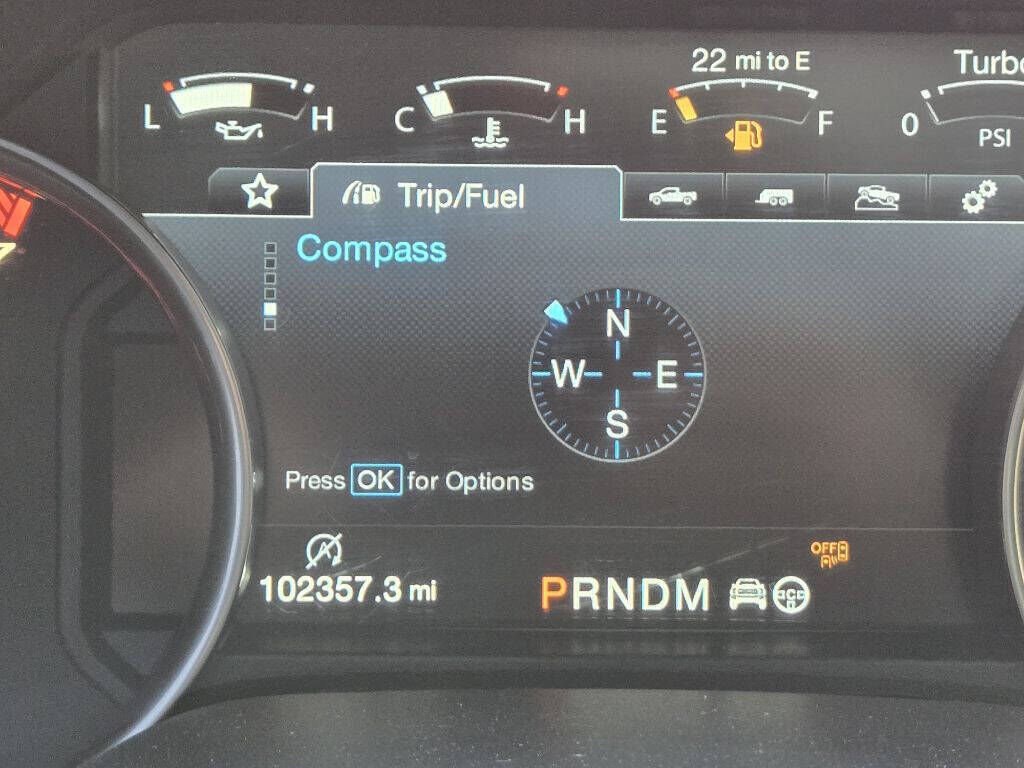 22 mi to E
Turbo
L H
C H
E F
0
PSI
Trip/Fuel
Compass
N
W E
S
Press OK for Options
OFF
102357.3 mi
PRNDM
C